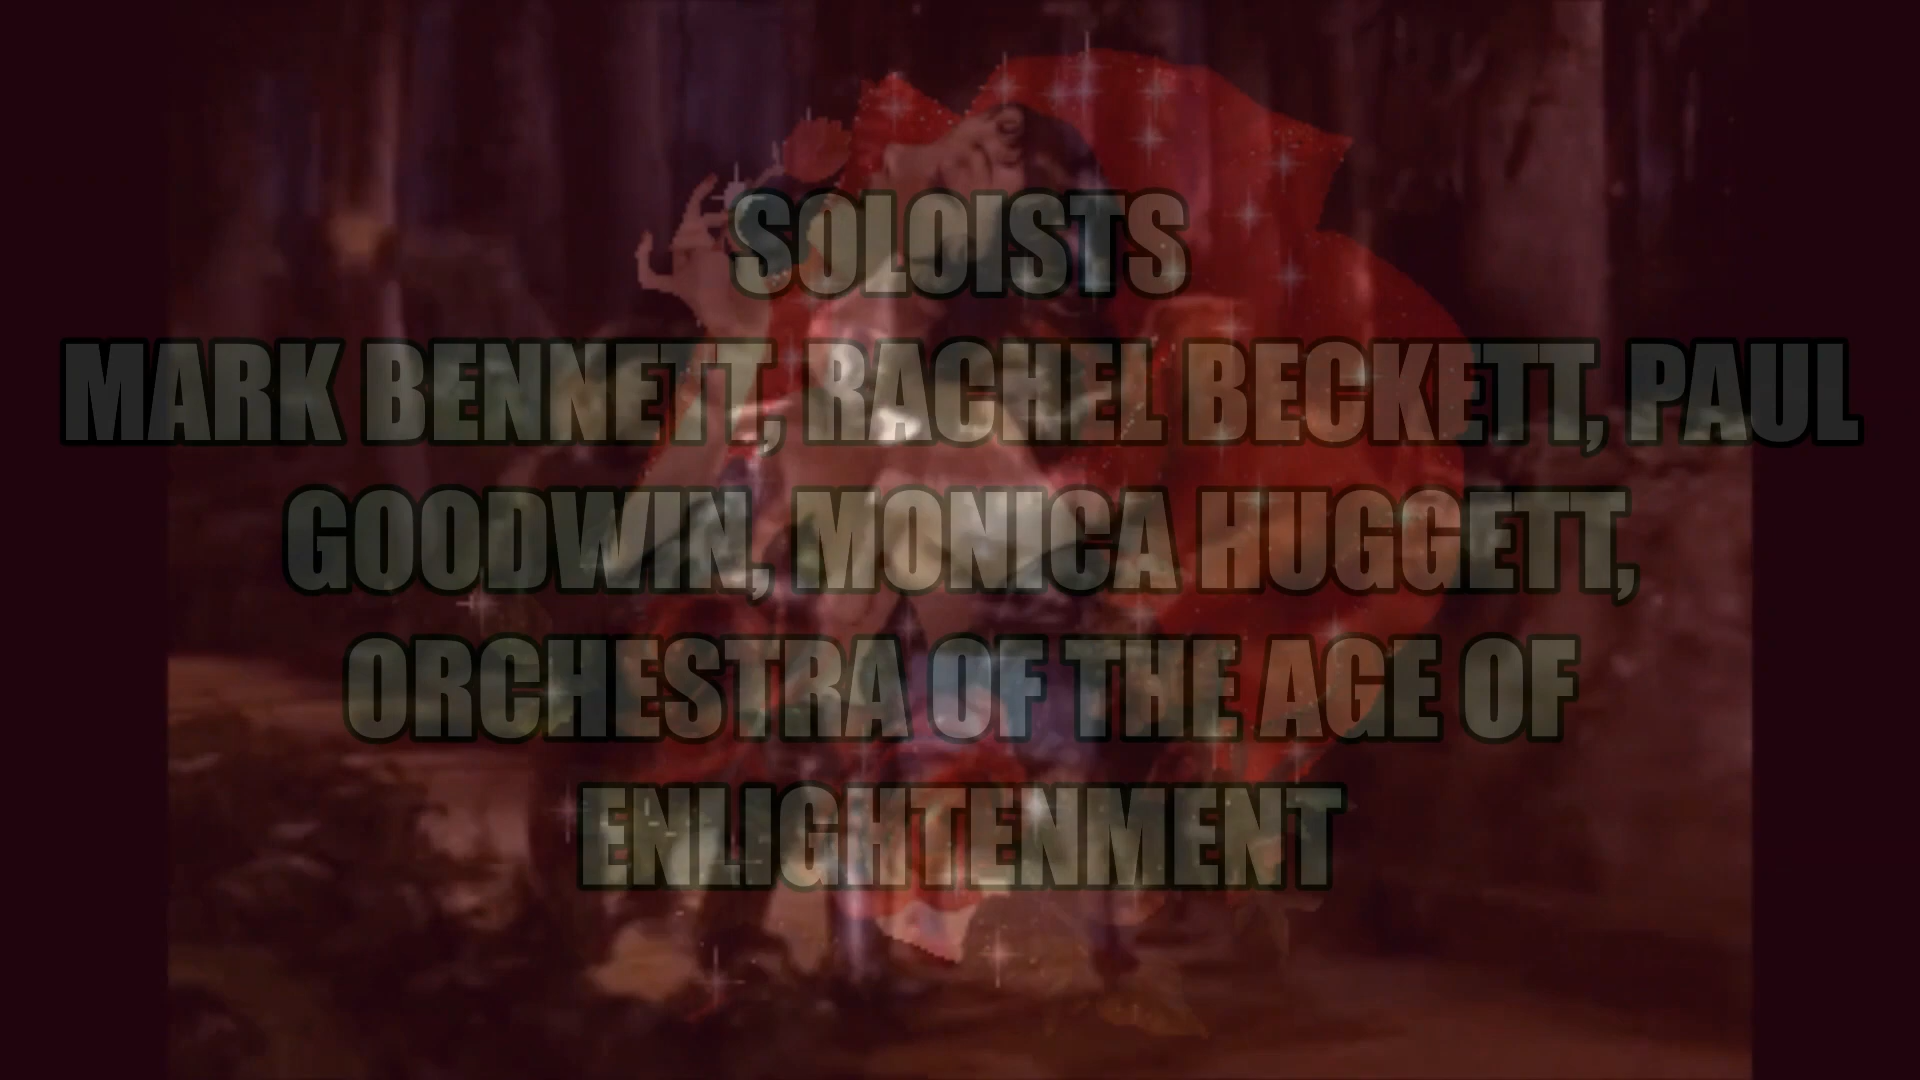 SOLOISTS
MARK BENNETT, RACHEL BECKETT, PAUL
GOODWIN, MONICA HUGGETT,
ORCHESTRA OF THE AGE OF
ENLIGHTENMENT